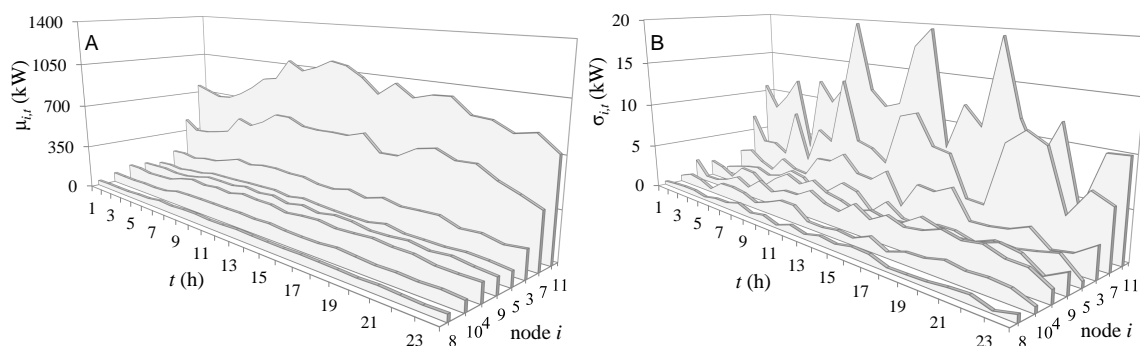 A
1400
1050
700
350
0
μi,t (kW)
1 3 5 7 9 11 13 15 17 19 21 23
t (h)
8 10 4 9 5 3 7 11
node i
B
20
15
10
5
0
σi,t (kW)
1 3 5 7 9 11 13 15 17 19 21 23
t (h)
8 10 4 9 5 3 7 11
node i